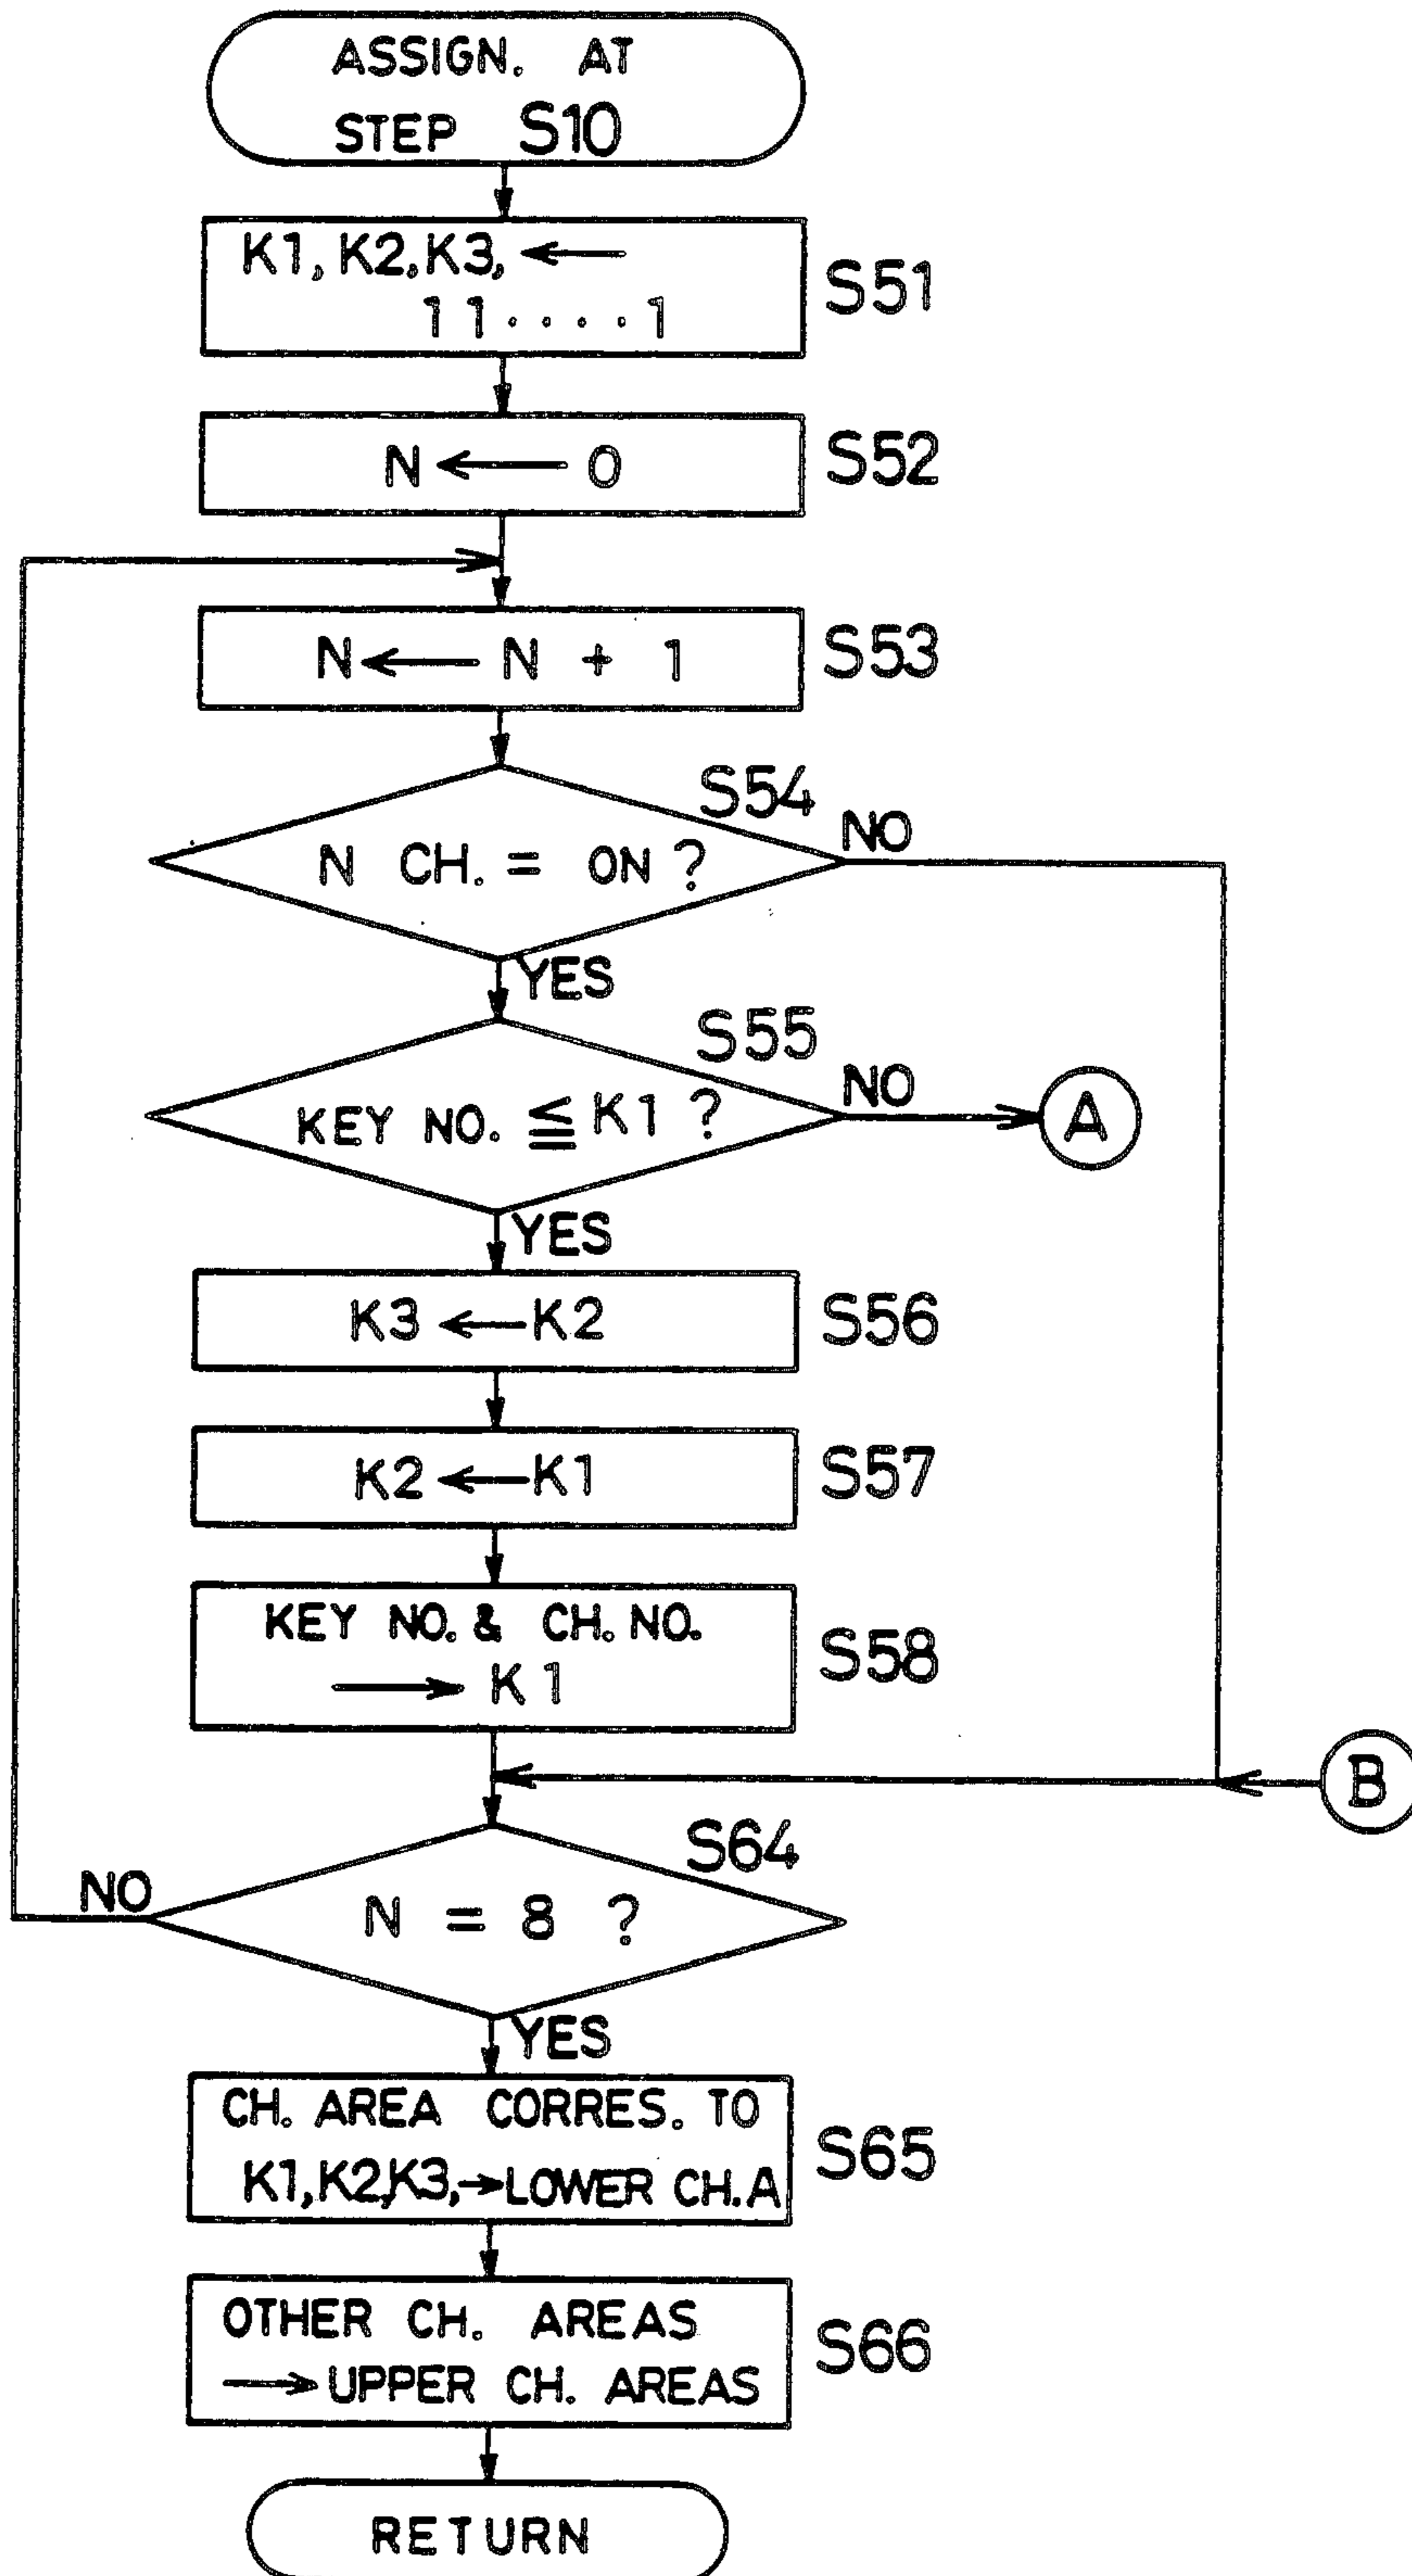 ASSIGN. AT
STEP S10
K1, K2, K3, ←
11 · · · · 1
S51
N ← 0
S52
N ← N + 1
S53
S54
N CH. = ON ?
NO
YES
S55
KEY NO. ≦ K1 ?
NO
A
YES
K3 ← K2
S56
K2 ← K1
S57
KEY NO. & CH. NO.
→ K1
S58
B
S64
N = 8 ?
NO
YES
CH. AREA CORRES. TO
K1, K2, K3, → LOWER CH. A
S65
OTHER CH. AREAS
→ UPPER CH. AREAS
S66
RETURN